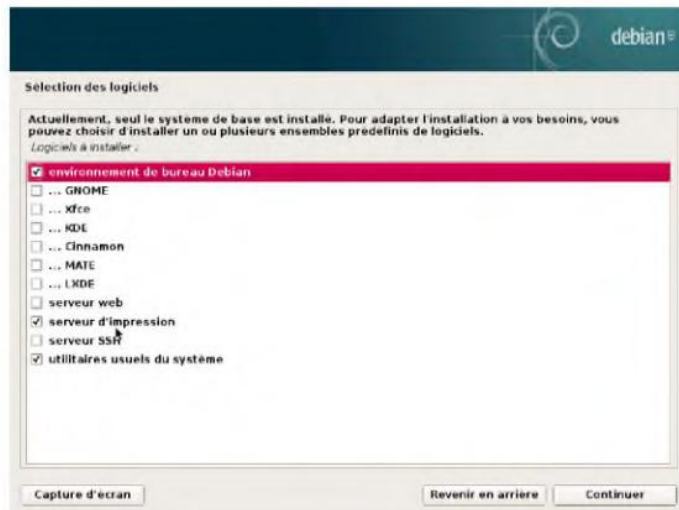 debian
Sélection des logiciels
Actuellement, seul le système de base est installé. Pour adapter l'installation à vos besoins, vous
pouvez choisir d'installer un ou plusieurs ensembles prédéfinis de logiciels.
Logiciels à installer :
environnement de bureau Debian
... GNOME
... Xfce
... KDE
... Cinnamon
... MATE
... LXDE
serveur web
serveur d'impression
serveur SSH
utilitaires usuels du système
Capture d'écran
Revenir en arrière
Continuer